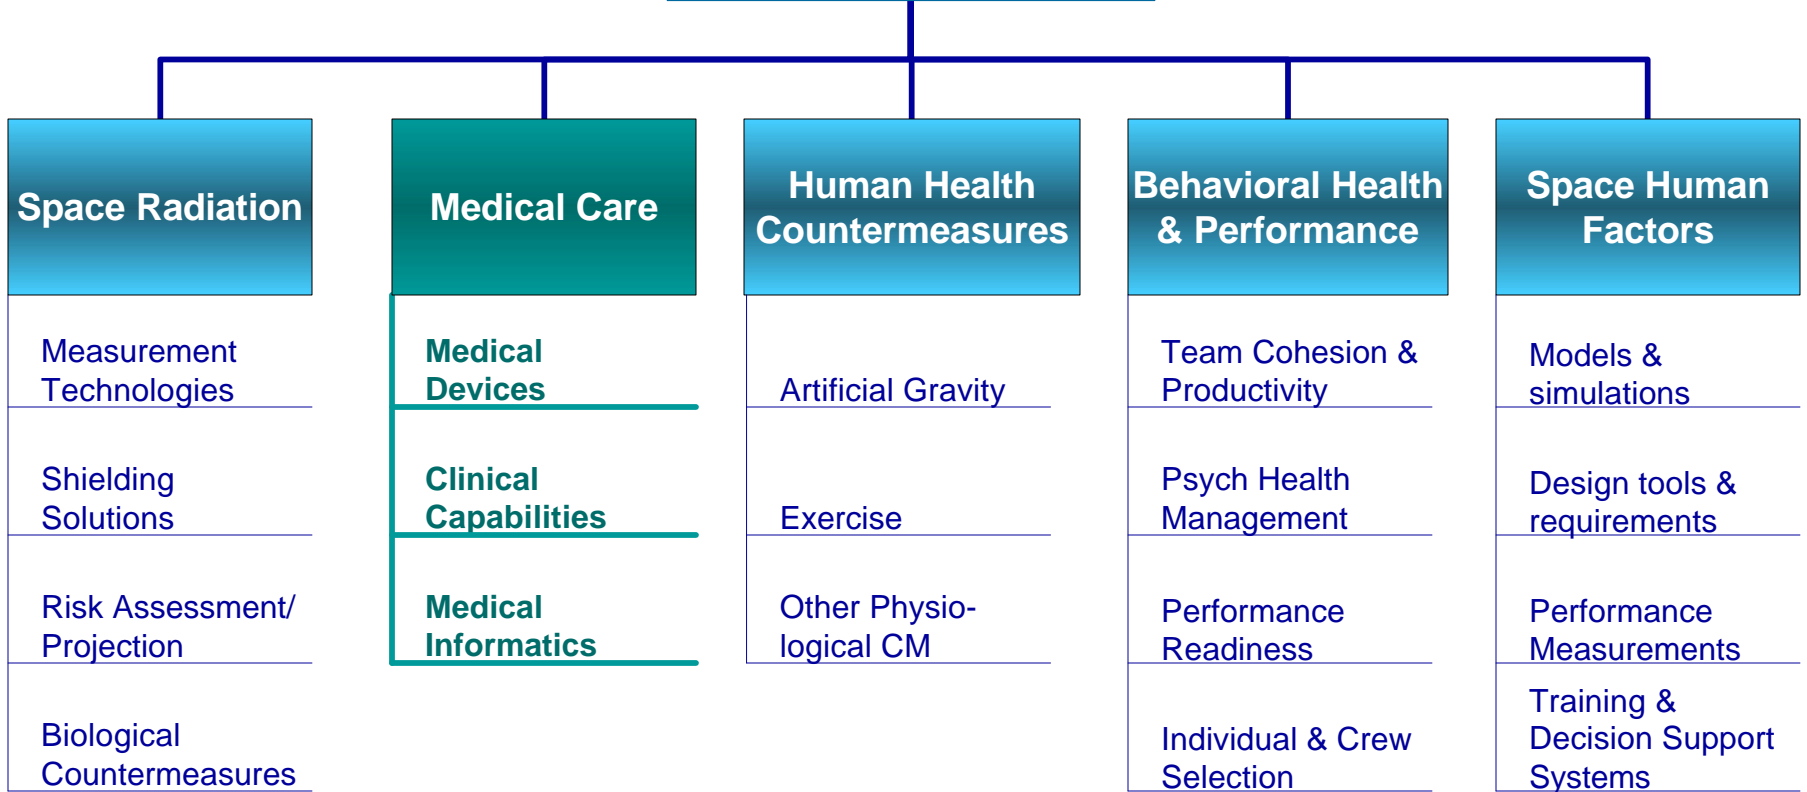 Space Radiation
Measurement
Technologies
Shielding
Solutions
Risk Assessment/
Projection
Biological
Countermeasures
Medical Care
Medical
Devices
Clinical
Capabilities
Medical
Informatics
Human Health
Countermeasures
Artificial Gravity
Exercise
Other Physio-
logical CM
Behavioral Health
& Performance
Team Cohesion &
Productivity
Psych Health
Management
Performance
Readiness
Individual & Crew
Selection
Space Human
Factors
Models &
simulations
Design tools &
requirements
Performance
Measurements
Training &
Decision Support
Systems